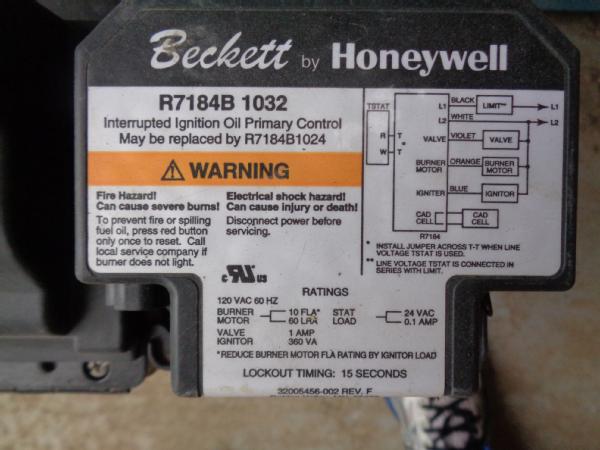 Beckett by Honeywell
R7184B 1032
Interrupted Ignition Oil Primary Control
May be replaced by R7184B1024
⚠ WARNING
Fire Hazard!
Can cause severe burns!
To prevent fire or spilling
fuel oil, press red button
only once to reset. Call
local service company if
burner does not light.
Electrical shock hazard!
Can cause injury or death!
Disconnect power before
servicing.
TSTAT
R
W
T
T
*
L1
BLACK
LIMIT**
L1
L2
WHITE
L2
VALVE
VIOLET
VALVE
BURNER
MOTOR
ORANGE
BURNER
MOTOR
IGNITER
BLUE
IGNITOR
CAD
CELL
CAD
CELL
R7184
* INSTALL JUMPER ACROSS T-T WHEN LINE
VOLTAGE TSTAT IS USED.
** LINE VOLTAGE TSTAT IS CONNECTED IN
SERIES WITH LIMIT.
c RU us
RATINGS
120 VAC 60 HZ
BURNER MOTOR
10 FLA*
60 LRA
STAT LOAD
24 VAC
0.1 AMP
VALVE 1 AMP
IGNITOR 360 VA
*REDUCE BURNER MOTOR FLA RATING BY IGNITOR LOAD
LOCKOUT TIMING: 15 SECONDS
32005456-002 REV. F